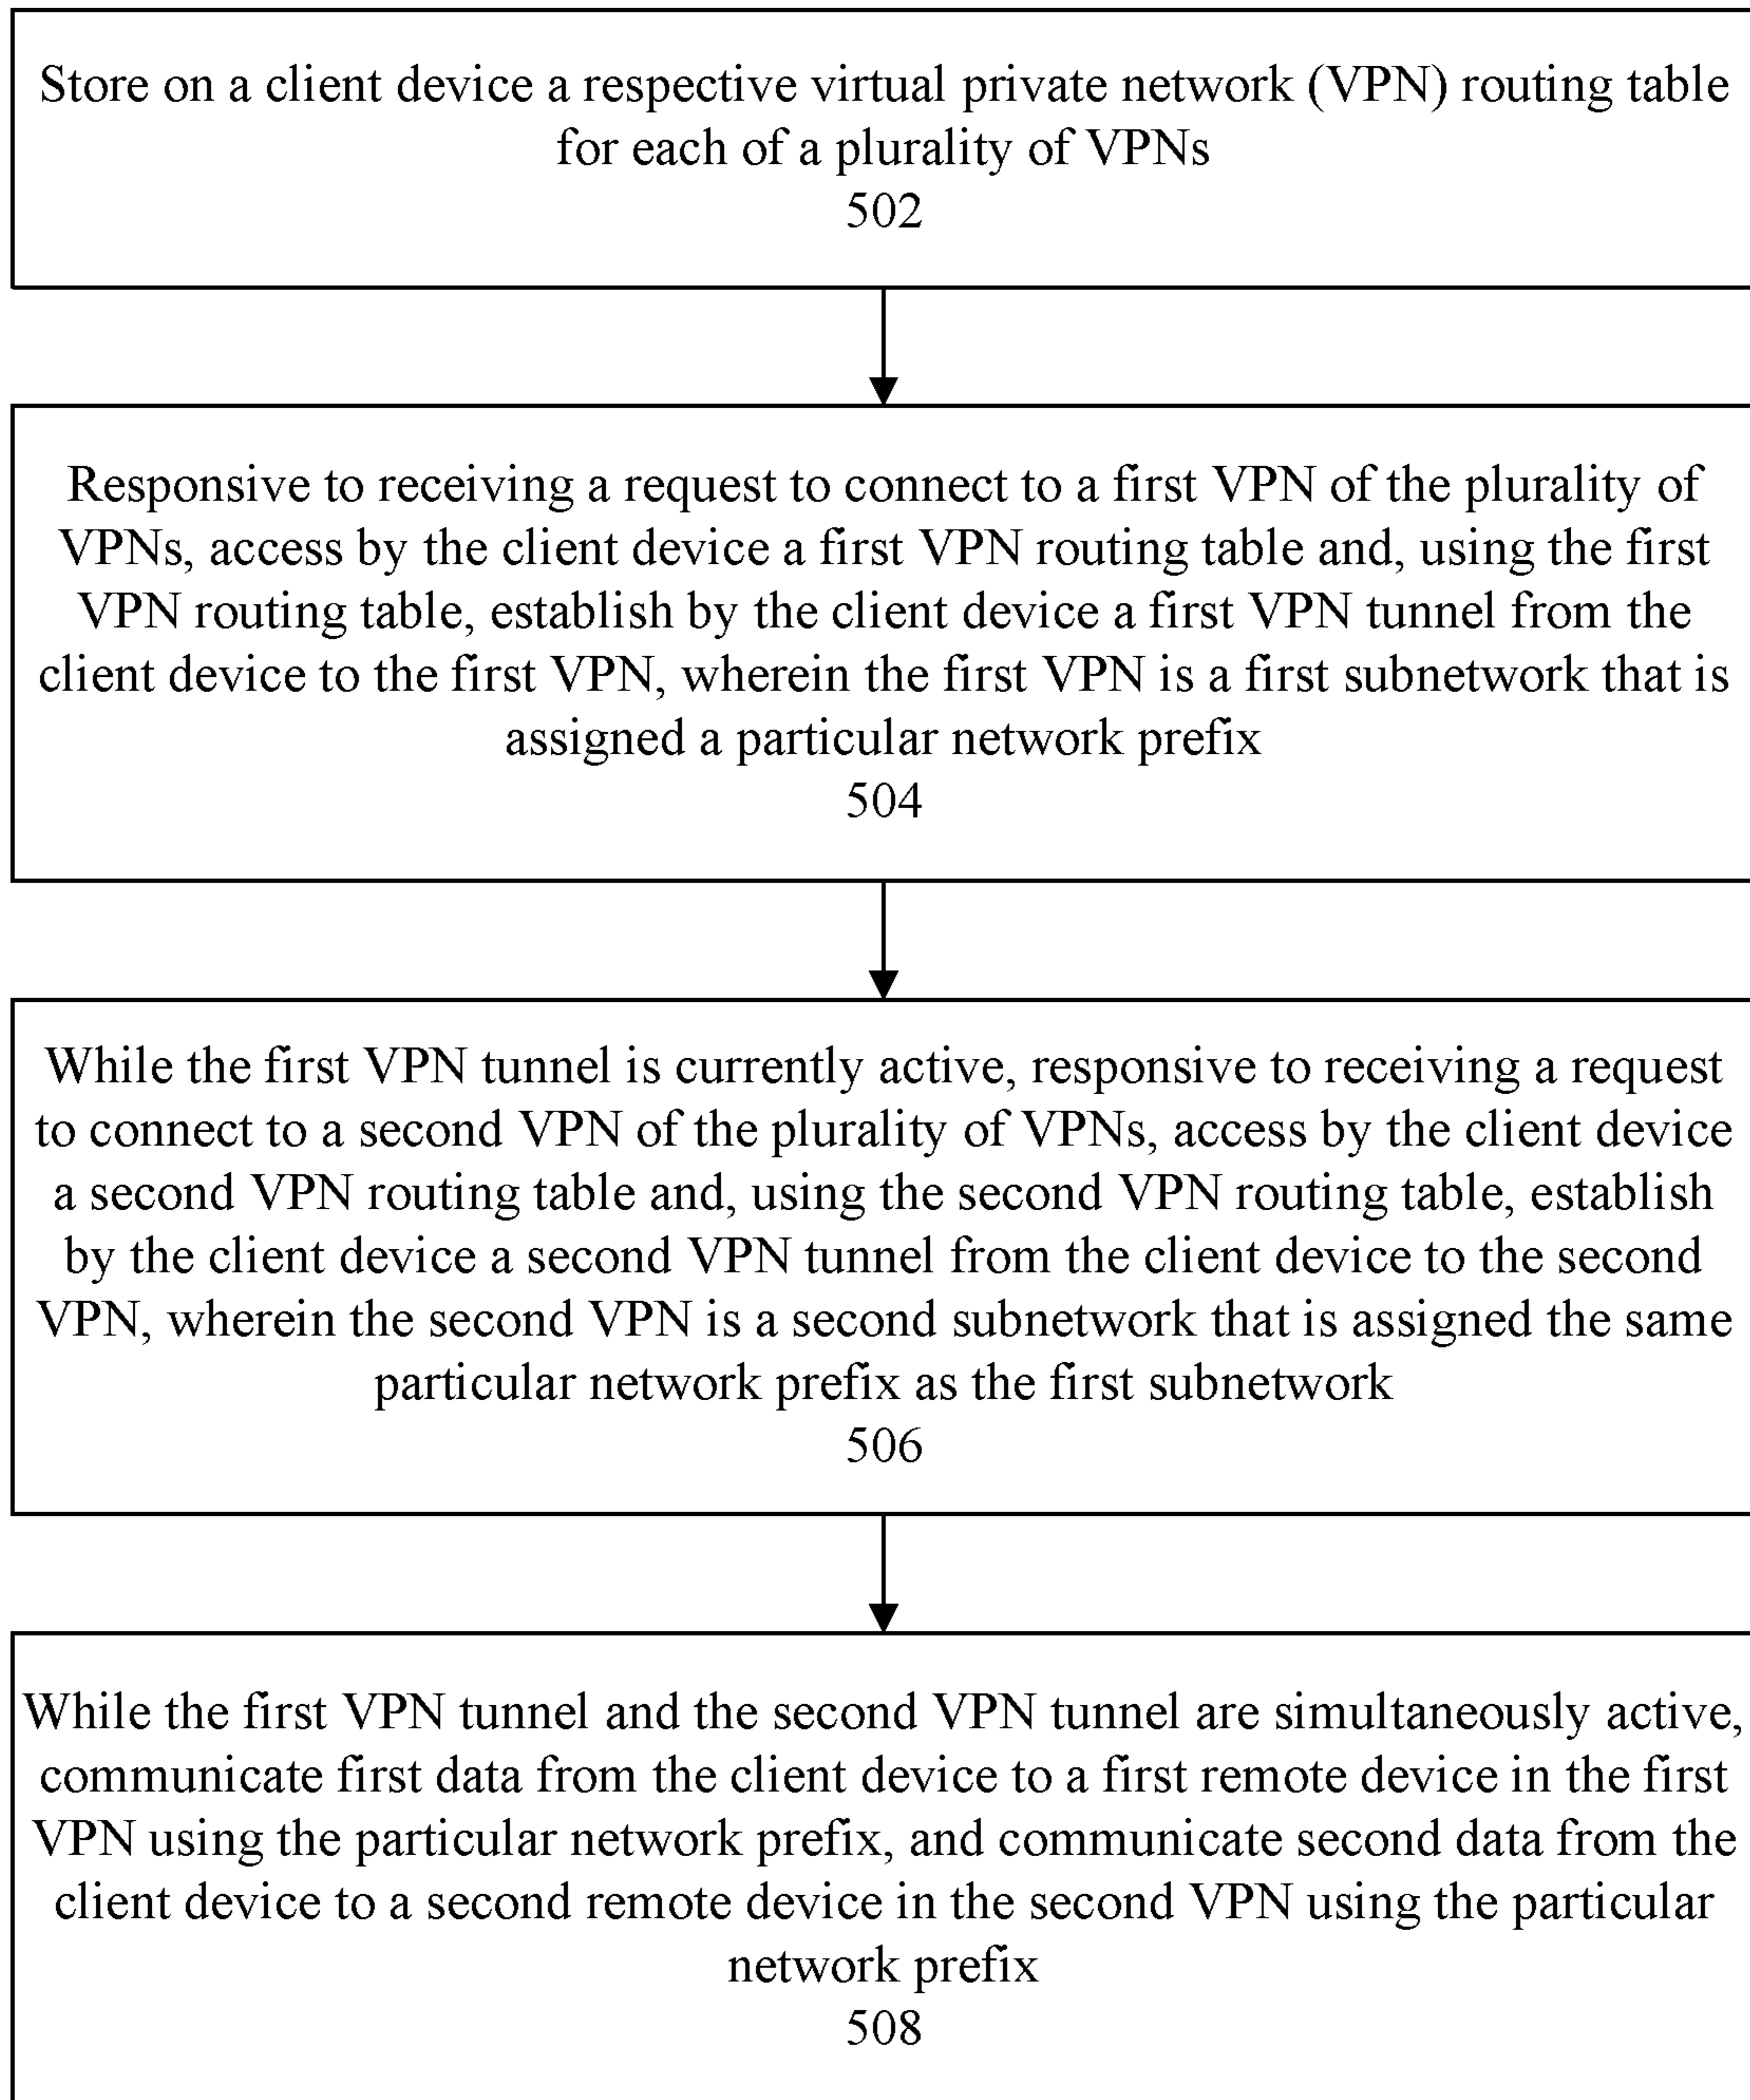 Store on a client device a respective virtual private network (VPN) routing table
for each of a plurality of VPNs
502
Responsive to receiving a request to connect to a first VPN of the plurality of
VPNs, access by the client device a first VPN routing table and, using the first
VPN routing table, establish by the client device a first VPN tunnel from the
client device to the first VPN, wherein the first VPN is a first subnetwork that is
assigned a particular network prefix
504
While the first VPN tunnel is currently active, responsive to receiving a request
to connect to a second VPN of the plurality of VPNs, access by the client device
a second VPN routing table and, using the second VPN routing table, establish
by the client device a second VPN tunnel from the client device to the second
VPN, wherein the second VPN is a second subnetwork that is assigned the same
particular network prefix as the first subnetwork
506
While the first VPN tunnel and the second VPN tunnel are simultaneously active,
communicate first data from the client device to a first remote device in the first
VPN using the particular network prefix, and communicate second data from the
client device to a second remote device in the second VPN using the particular
network prefix
508